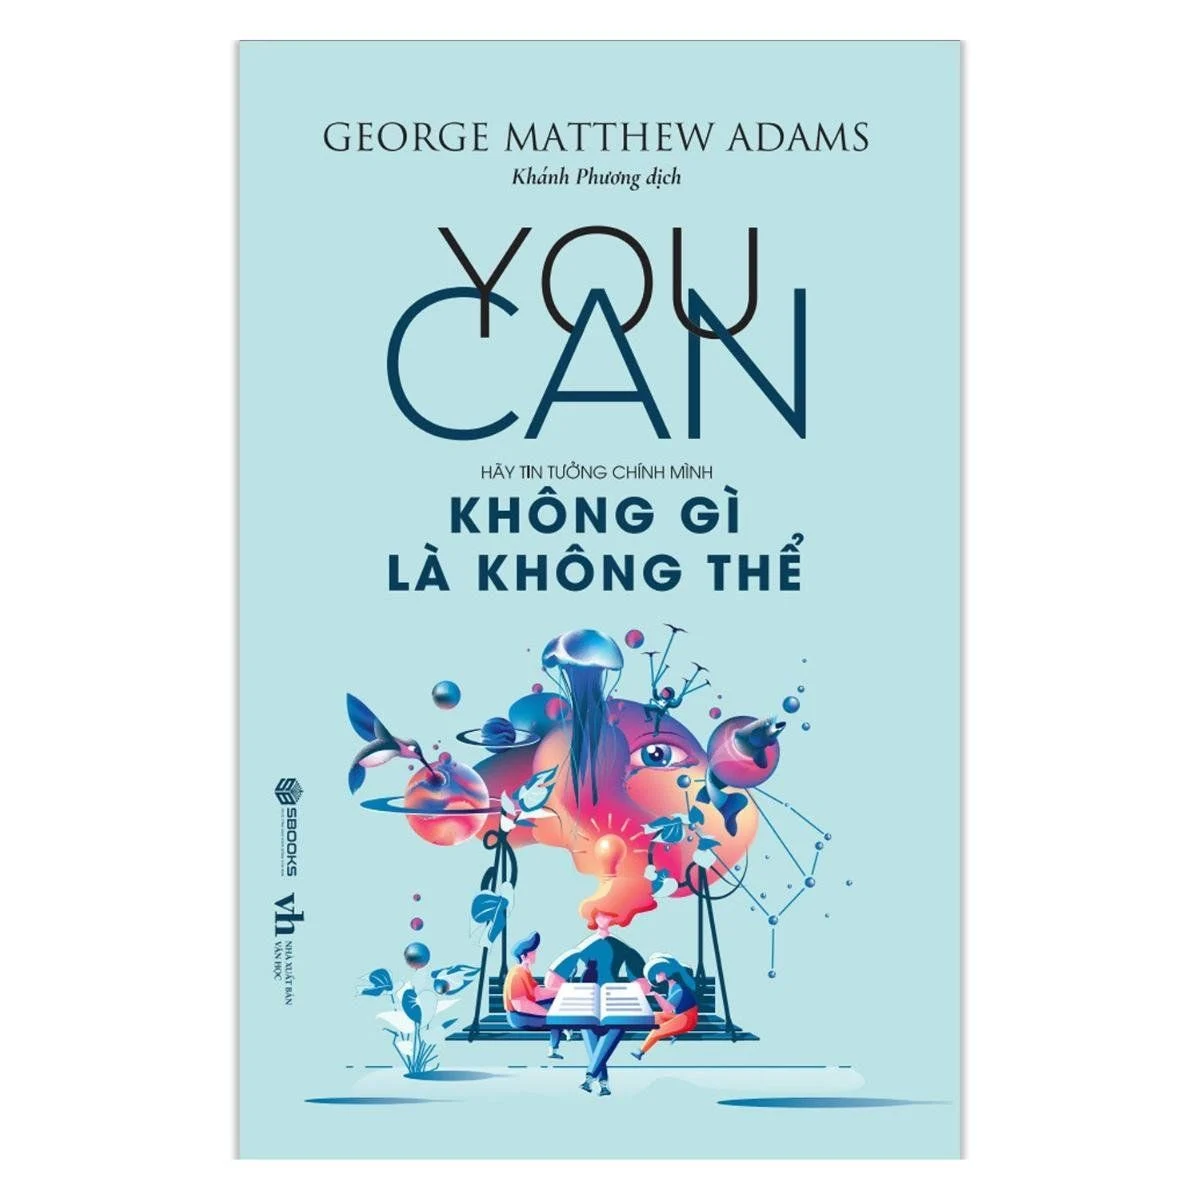 GEORGE MATTHEW ADAMS
Khánh Phương dịch
YOU
CAN
HÃY TIN TƯỞNG CHÍNH MÌNH
KHÔNG GÌ
LÀ KHÔNG THỂ
SBOOKS
vh
NHÀ XUẤT BẢN
VĂN HỌC